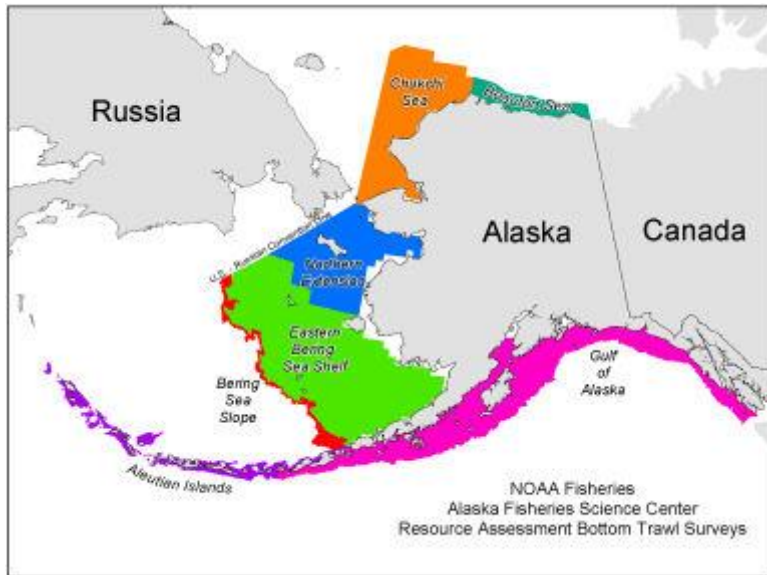 Chukchi
Sea
Beaufort Sea
Russia
Alaska
Canada
U.S. - Russian Convention Line
Northern
Extension
Eastern
Bering
Sea Shelf
Gulf
of
Alaska
Bering
Sea
Slope
Aleutian Islands
NOAA Fisheries
Alaska Fisheries Science Center
Resource Assessment Bottom Trawl Surveys